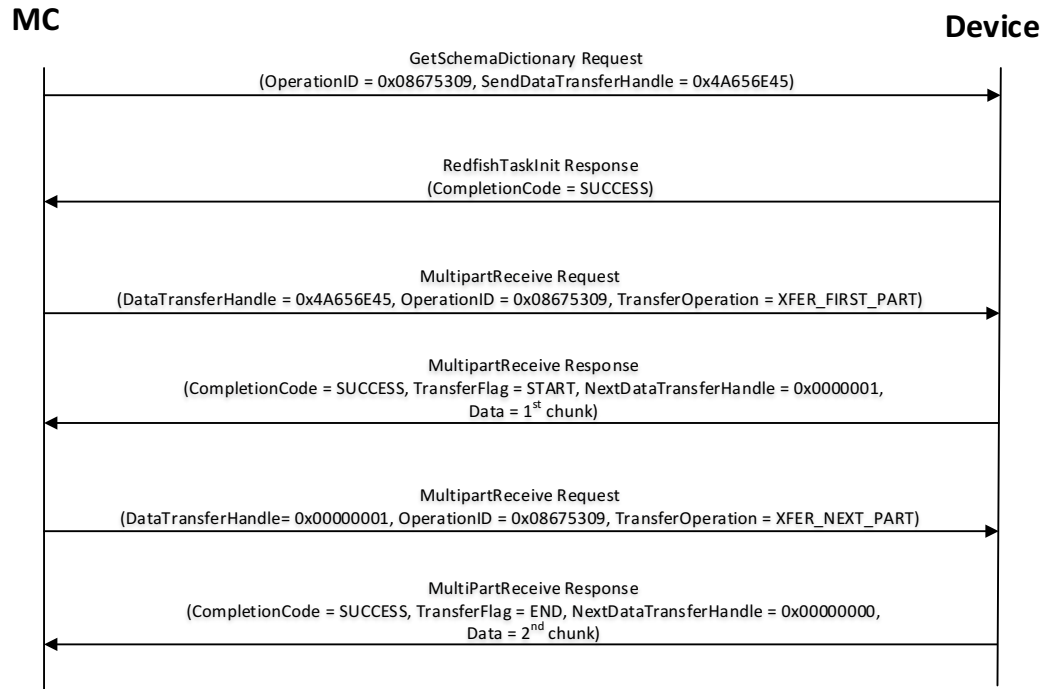 MC
Device
GetSchemaDictionary Request
(OperationID = 0x08675309, SendDataTransferHandle = 0x4A656E45)
RedfishTaskInit Response
(CompletionCode = SUCCESS)
MultipartReceive Request
(DataTransferHandle = 0x4A656E45, OperationID = 0x08675309, TransferOperation = XFER_FIRST_PART)
MultipartReceive Response
(CompletionCode = SUCCESS, TransferFlag = START, NextDataTransferHandle = 0x0000001,
Data = 1st chunk)
MultipartReceive Request
(DataTransferHandle= 0x00000001, OperationID = 0x08675309, TransferOperation = XFER_NEXT_PART)
MultiPartReceive Response
(CompletionCode = SUCCESS, TransferFlag = END, NextDataTransferHandle = 0x00000000,
Data = 2nd chunk)